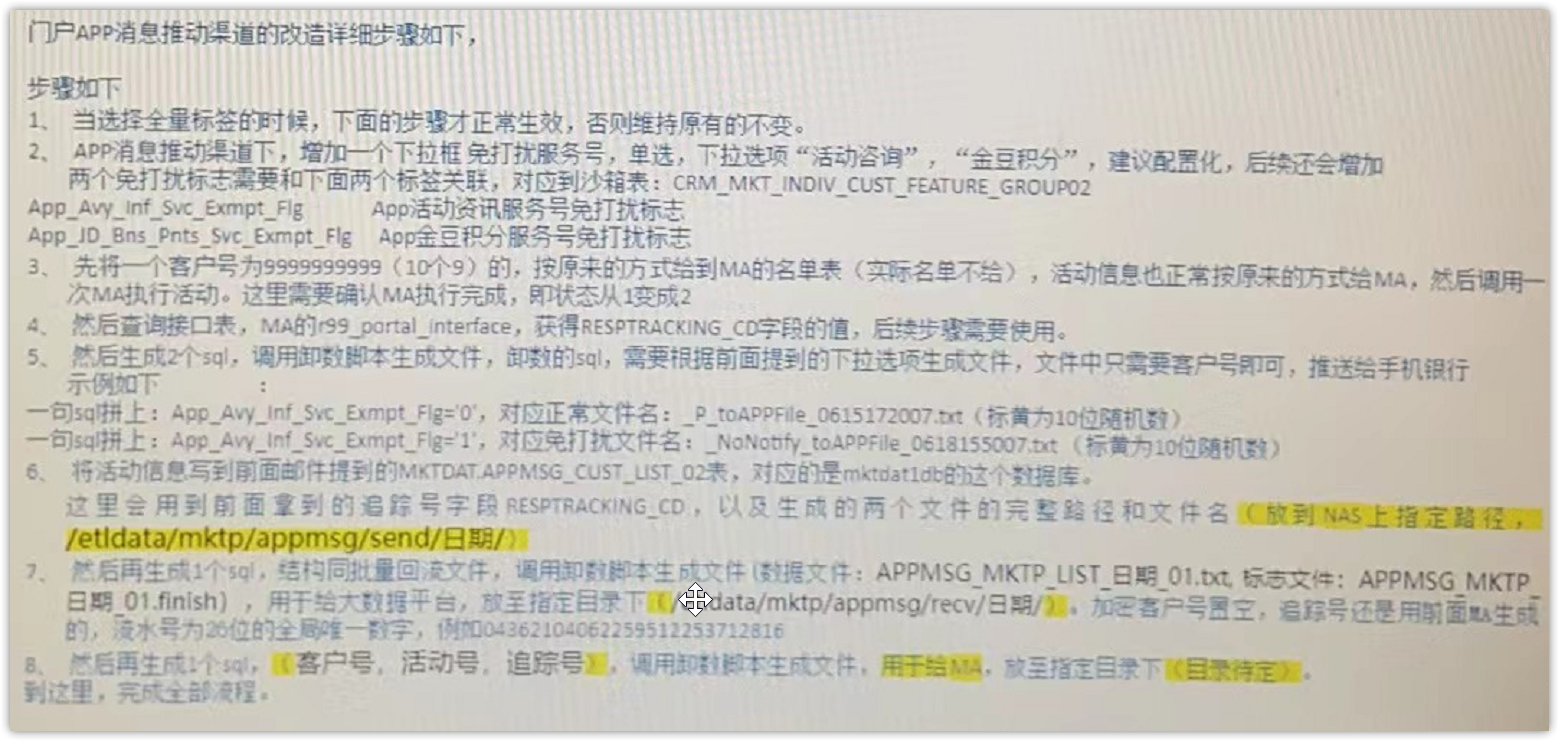 门户APP消息推动渠道的改造详细步骤如下，
步骤如下
1、 当选择全量标签的时候，下面的步骤才正常生效，否则维持原有的不变。
2、 APP消息推动渠道下，增加一个下拉框 免打扰服务号，单选，下拉选项“活动咨询”，“金豆积分”，建议配置化，后续还会增加
两个免打扰标志需要和下面两个标签关联，对应到沙箱表：CRM_MKT_INDIV_CUST_FEATURE_GROUP02
App_Avy_Inf_Svc_Exmpt_Flg App活动资讯服务号免打扰标志
App_JD_Bns_Pnts_Svc_Exmpt_Flg App金豆积分服务号免打扰标志
3、 先将一个客户号为9999999999（10个9）的，按原来的方式给到MA的名单表（实际名单不给），活动信息也正常按原来的方式给MA，然后调用一
次MA执行活动。这里需要确认MA执行完成，即状态从1变成2
4、 然后查询接口表，MA的r99_portal_interface，获得RESPTRACKING_CD字段的值，后续步骤需要使用。
5、 然后生成2个sql，调用卸数脚本生成文件，卸数的sql，需要根据前面提到的下拉选项生成文件，文件中只需要客户号即可，推送给手机银行
示例如下 ：
一句sql拼上：App_Avy_Inf_Svc_Exmpt_Flg='0'，对应正常文件名：_P_toAPPFile_0615172007.txt（标黄为10位随机数）
一句sql拼上：App_Avy_Inf_Svc_Exmpt_Flg='1'，对应免打扰文件名：_NoNotify_toAPPFile_0618155007.txt （标黄为10位随机数）
6、 将活动信息写到前面邮件提到的MKTDAT.APPMSG_CUST_LIST_02表，对应的是mktdat1db的这个数据库。
这里会用到前面拿到的追踪号字段RESPTRACKING_CD，以及生成的两个文件的完整路径和文件名（放到NAS上指定路径，
/etldata/mktp/appmsg/send/日期/）
7、 然后再生成1个sql，结构同批量回流文件，调用卸数脚本生成文件(数据文件：APPMSG_MKTP_LIST_日期_01.txt, 标志文件：APPMSG_MKTP_
日期_01.finish），用于给大数据平台，放至指定目录下（/ data/mktp/appmsg/recv/日期/）。加密客户号置空，追踪号还是用前面MA生成
的，流水号为26位的全局唯一数字，例如04362104062259512253712816
8、 然后再生成1个sql，（客户号，活动号，追踪号），调用卸数脚本生成文件，用于给MA，放至指定目录下（目录待定）。
到这里，完成全部流程。